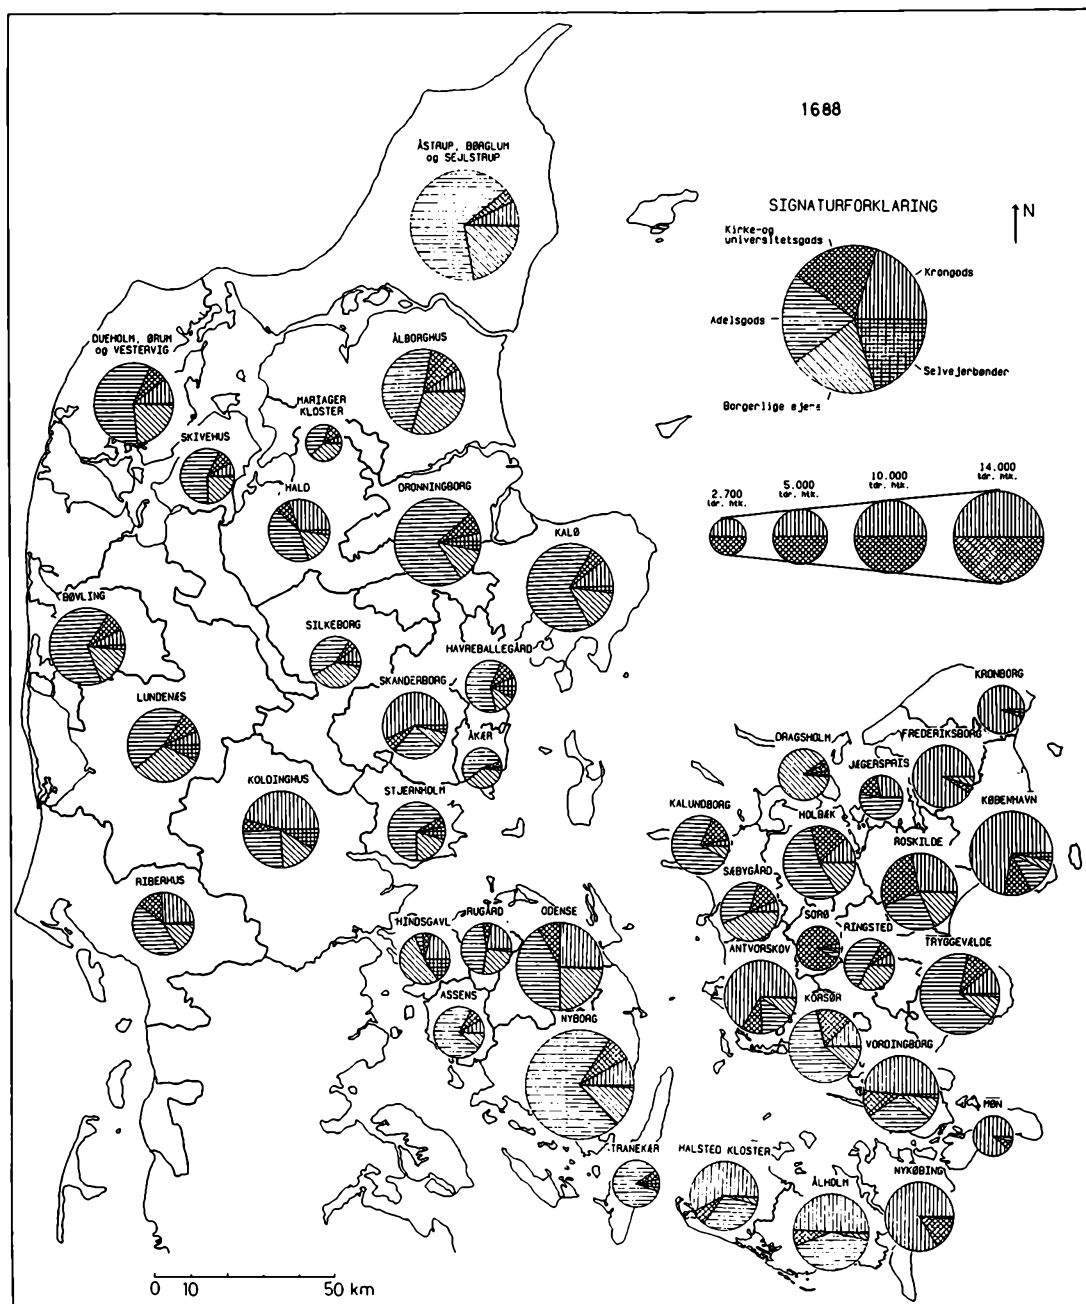 1688
ÅSTRUP, BØRGLUM
og SEJLSTRUP
SIGNATURFORKLARING
N
Kirke-og
universitetsgods
Krongods
Adelsgods
Selvejerbønder
Borgerlige ejere
DUEHOLM, ØRUM
og VESTERVIG
ÅLBORGHUS
MARIAGER
KLOSTER
SKIVEHUS
HALD
DRONNINGBORG
KALØ
2.700
tdr. htk.
5.000
tdr. htk.
10.000
tdr. htk.
14.000
tdr. htk.
BØVLING
SILKEBORG
HAVREBALLEGÅRD
SKANDERBORG
LUNDENÆS
ÅKÆR
KOLDINGHUS
STJERNHOLM
RIBERHUS
KRONBORG
DRAGSHOLM
FREDERIKSBORG
JÆGERSPRIS
KØBENHAVN
KALUNDBORG
HOLBÆK
ROSKILDE
SÆBYGÅRD
SORØ
RINGSTED
TRYGGEVÆLDE
ANTVORSKOV
KORSØR
VORDINGBORG
MØN
HINDSGAVL
RUGÅRD
ODENSE
ASSENS
NYBORG
TRANEKÆR
HALSTED KLOSTER
ÅLHOLM
NYKØBING
0 10 50 km